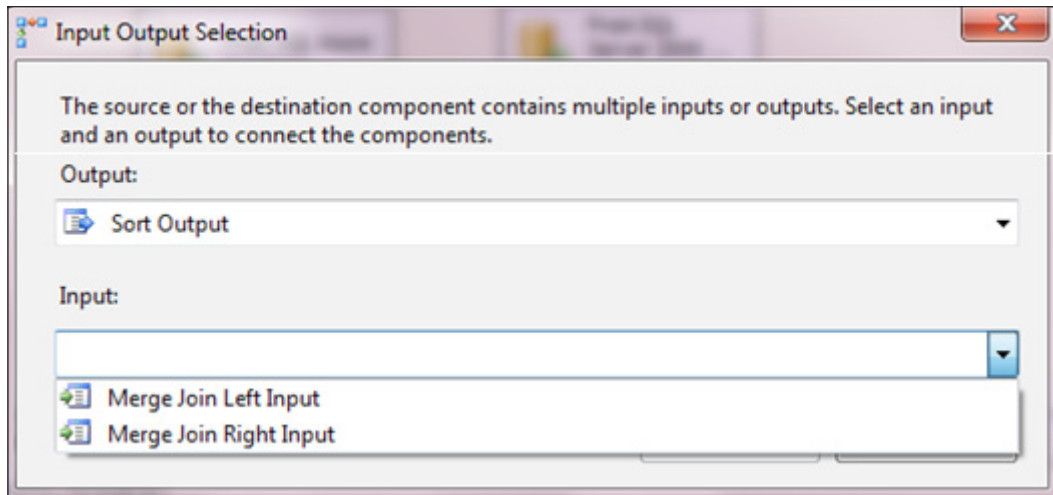 Input Output Selection
The source or the destination component contains multiple inputs or outputs. Select an input
and an output to connect the components.
Output:
Sort Output
Input:
Merge Join Left Input
Merge Join Right Input